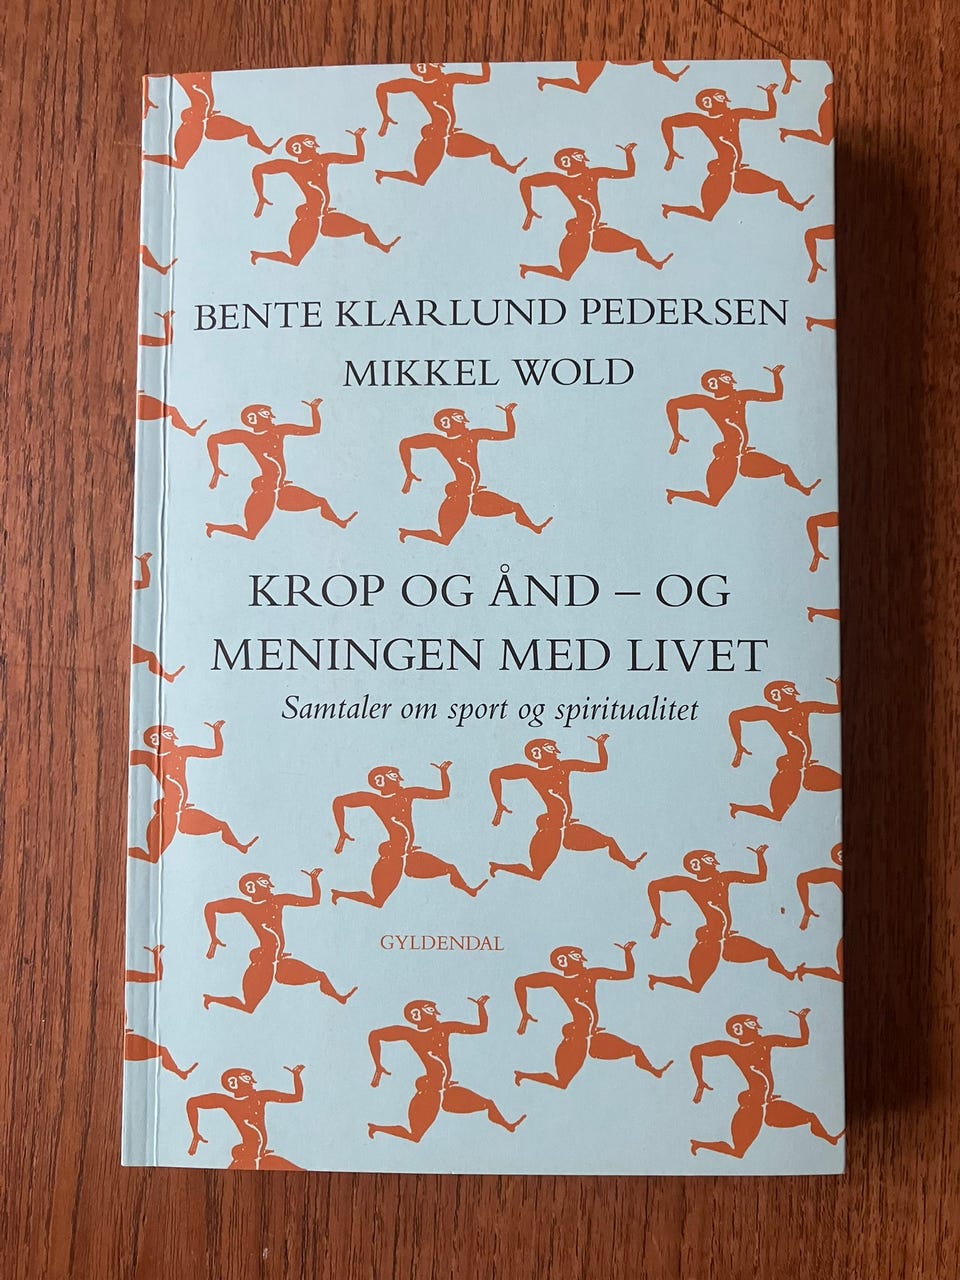 BENTE KLARLUND PEDERSEN
MIKKEL WOLD
KROP OG ÅND – OG
MENINGEN MED LIVET
Samtaler om sport og spiritualitet
GYLDENDAL